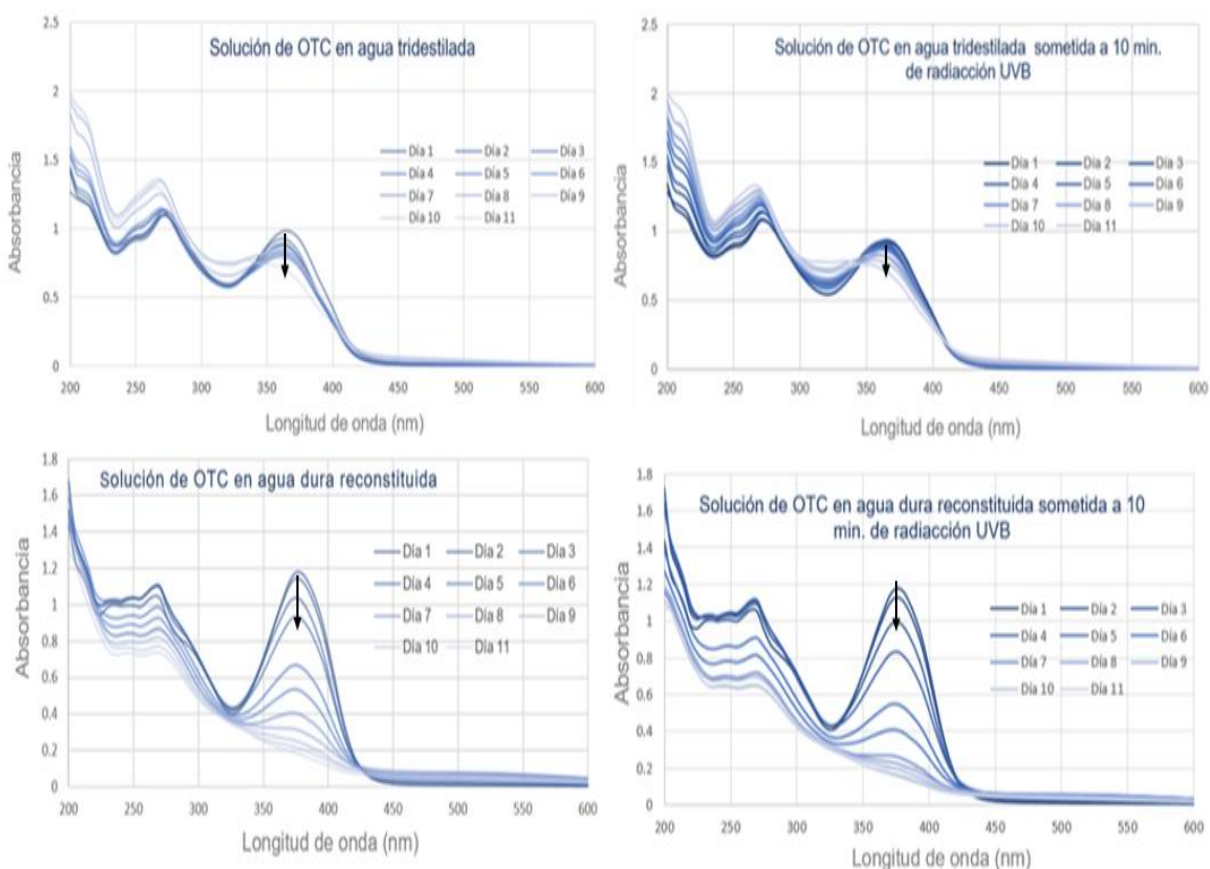 Solución de OTC en agua tridestilada
2.5
2
1.5
1
0.5
0
Absorbancia
Día 1 Día 2 Día 3
Día 4 Día 5 Día 6
Día 7 Día 8 Día 9
Día 10 Día 11
200 250 300 350 400 450 500 550 600
Longitud de onda (nm)
Solución de OTC en agua tridestilada sometida a 10 min.
de radiacción UVB
2.5
2
1.5
1
0.5
0
Absorbancia
Día 1 Día 2 Día 3
Día 4 Día 5 Día 6
Día 7 Día 8 Día 9
Día 10 Día 11
200 250 300 350 400 450 500 550 600
Longitud de onda (nm)
Solución de OTC en agua dura reconstituida
1.8
1.6
1.4
1.2
1
0.8
0.6
0.4
0.2
0
Absorbancia
Día 1 Día 2 Día 3
Día 4 Día 5 Día 6
Día 7 Día 8 Día 9
Día 10 Día 11
200 250 300 350 400 450 500 550 600
Longitud de onda (nm)
Solución de OTC en agua dura reconstituida sometida a 10
min. de radiacción UVB
1.8
1.6
1.4
1.2
1
0.8
0.6
0.4
0.2
0
Absorbancia
Día 1 Día 2 Día 3
Día 4 Día 5 Día 6
Día 7 Día 8 Día 9
Día 10 Día 11
200 250 300 350 400 450 500 550 600
Longitud de onda (nm)